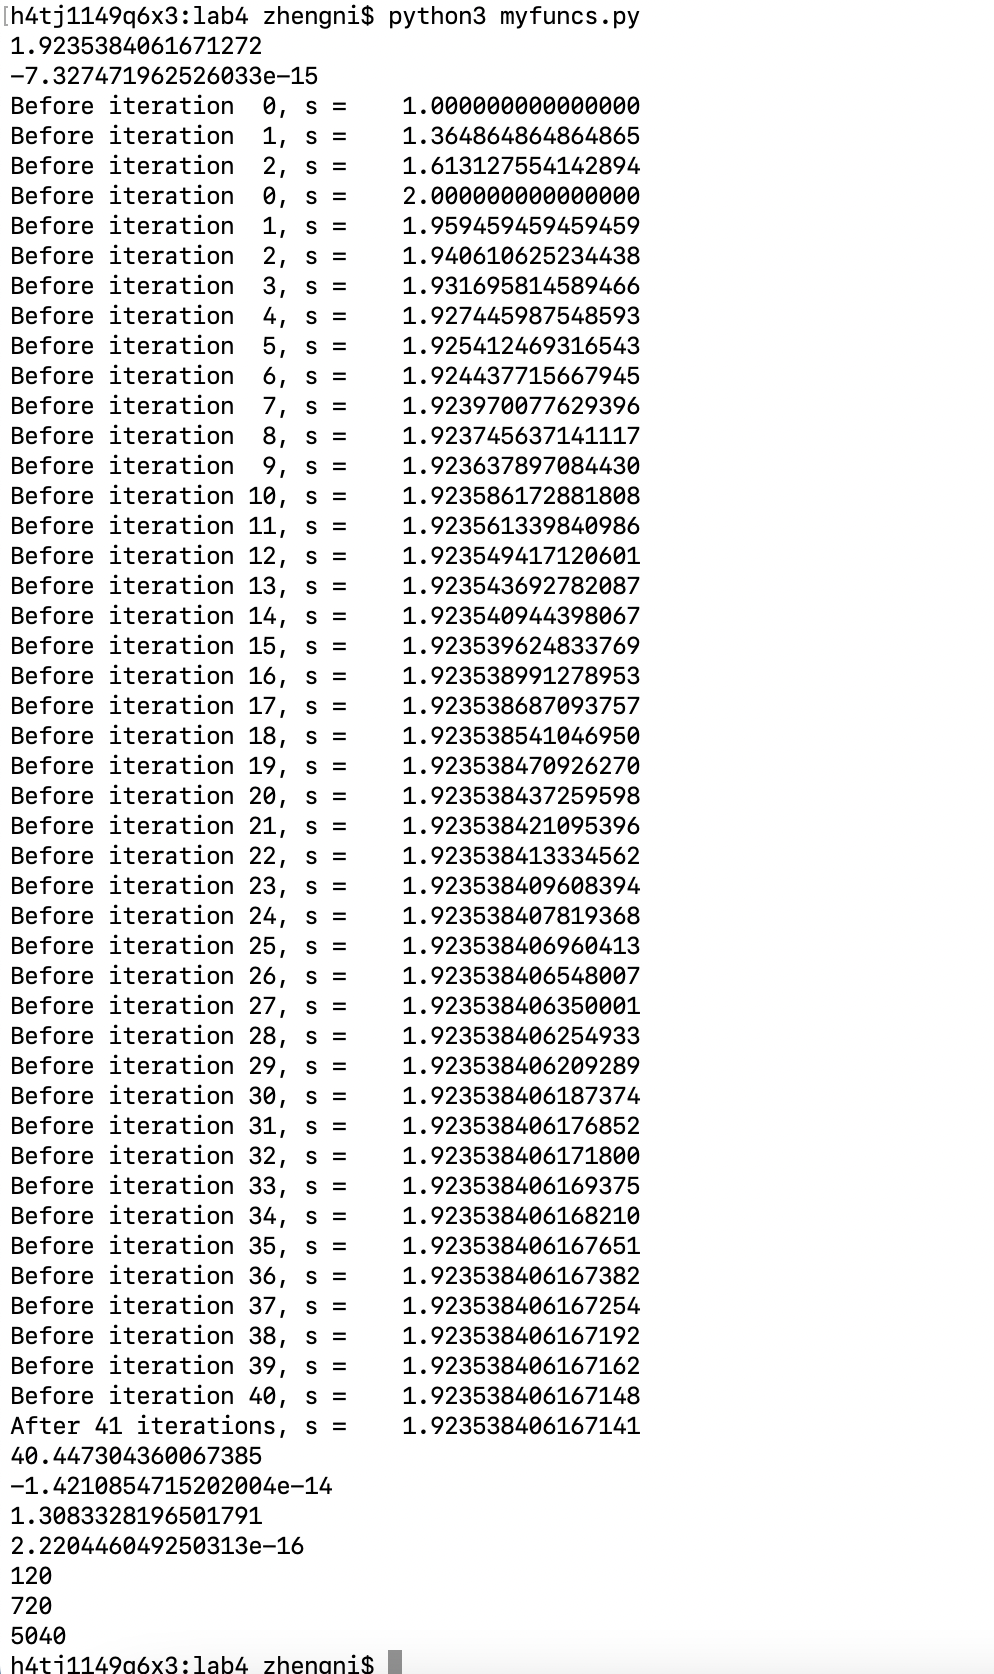 [h4tj1149q6x3:lab4 zhengni$ python3 myfuncs.py
1.9235384061671272
-7.327471962526033e-15
Before iteration  0, s =    1.000000000000000
Before iteration  1, s =    1.364864864864865
Before iteration  2, s =    1.613127554142894
Before iteration  0, s =    2.000000000000000
Before iteration  1, s =    1.959459459459459
Before iteration  2, s =    1.940610625234438
Before iteration  3, s =    1.931695814589466
Before iteration  4, s =    1.927445987548593
Before iteration  5, s =    1.925412469316543
Before iteration  6, s =    1.924437715667945
Before iteration  7, s =    1.923970077629396
Before iteration  8, s =    1.923745637141117
Before iteration  9, s =    1.923637897084430
Before iteration 10, s =    1.923586172881808
Before iteration 11, s =    1.923561339840986
Before iteration 12, s =    1.923549417120601
Before iteration 13, s =    1.923543692782087
Before iteration 14, s =    1.923540944398067
Before iteration 15, s =    1.923539624833769
Before iteration 16, s =    1.923538991278953
Before iteration 17, s =    1.923538687093757
Before iteration 18, s =    1.923538541046950
Before iteration 19, s =    1.923538470926270
Before iteration 20, s =    1.923538437259598
Before iteration 21, s =    1.923538421095396
Before iteration 22, s =    1.923538413334562
Before iteration 23, s =    1.923538409608394
Before iteration 24, s =    1.923538407819368
Before iteration 25, s =    1.923538406960413
Before iteration 26, s =    1.923538406548007
Before iteration 27, s =    1.923538406350001
Before iteration 28, s =    1.923538406254933
Before iteration 29, s =    1.923538406209289
Before iteration 30, s =    1.923538406187374
Before iteration 31, s =    1.923538406176852
Before iteration 32, s =    1.923538406171800
Before iteration 33, s =    1.923538406169375
Before iteration 34, s =    1.923538406168210
Before iteration 35, s =    1.923538406167651
Before iteration 36, s =    1.923538406167382
Before iteration 37, s =    1.923538406167254
Before iteration 38, s =    1.923538406167192
Before iteration 39, s =    1.923538406167162
Before iteration 40, s =    1.923538406167148
After 41 iterations, s =    1.923538406167141
40.447304360067385
-1.4210854715202004e-14
1.3083328196501791
2.220446049250313e-16
120
720
5040
h4tj1149q6x3:lab4 zhengni$